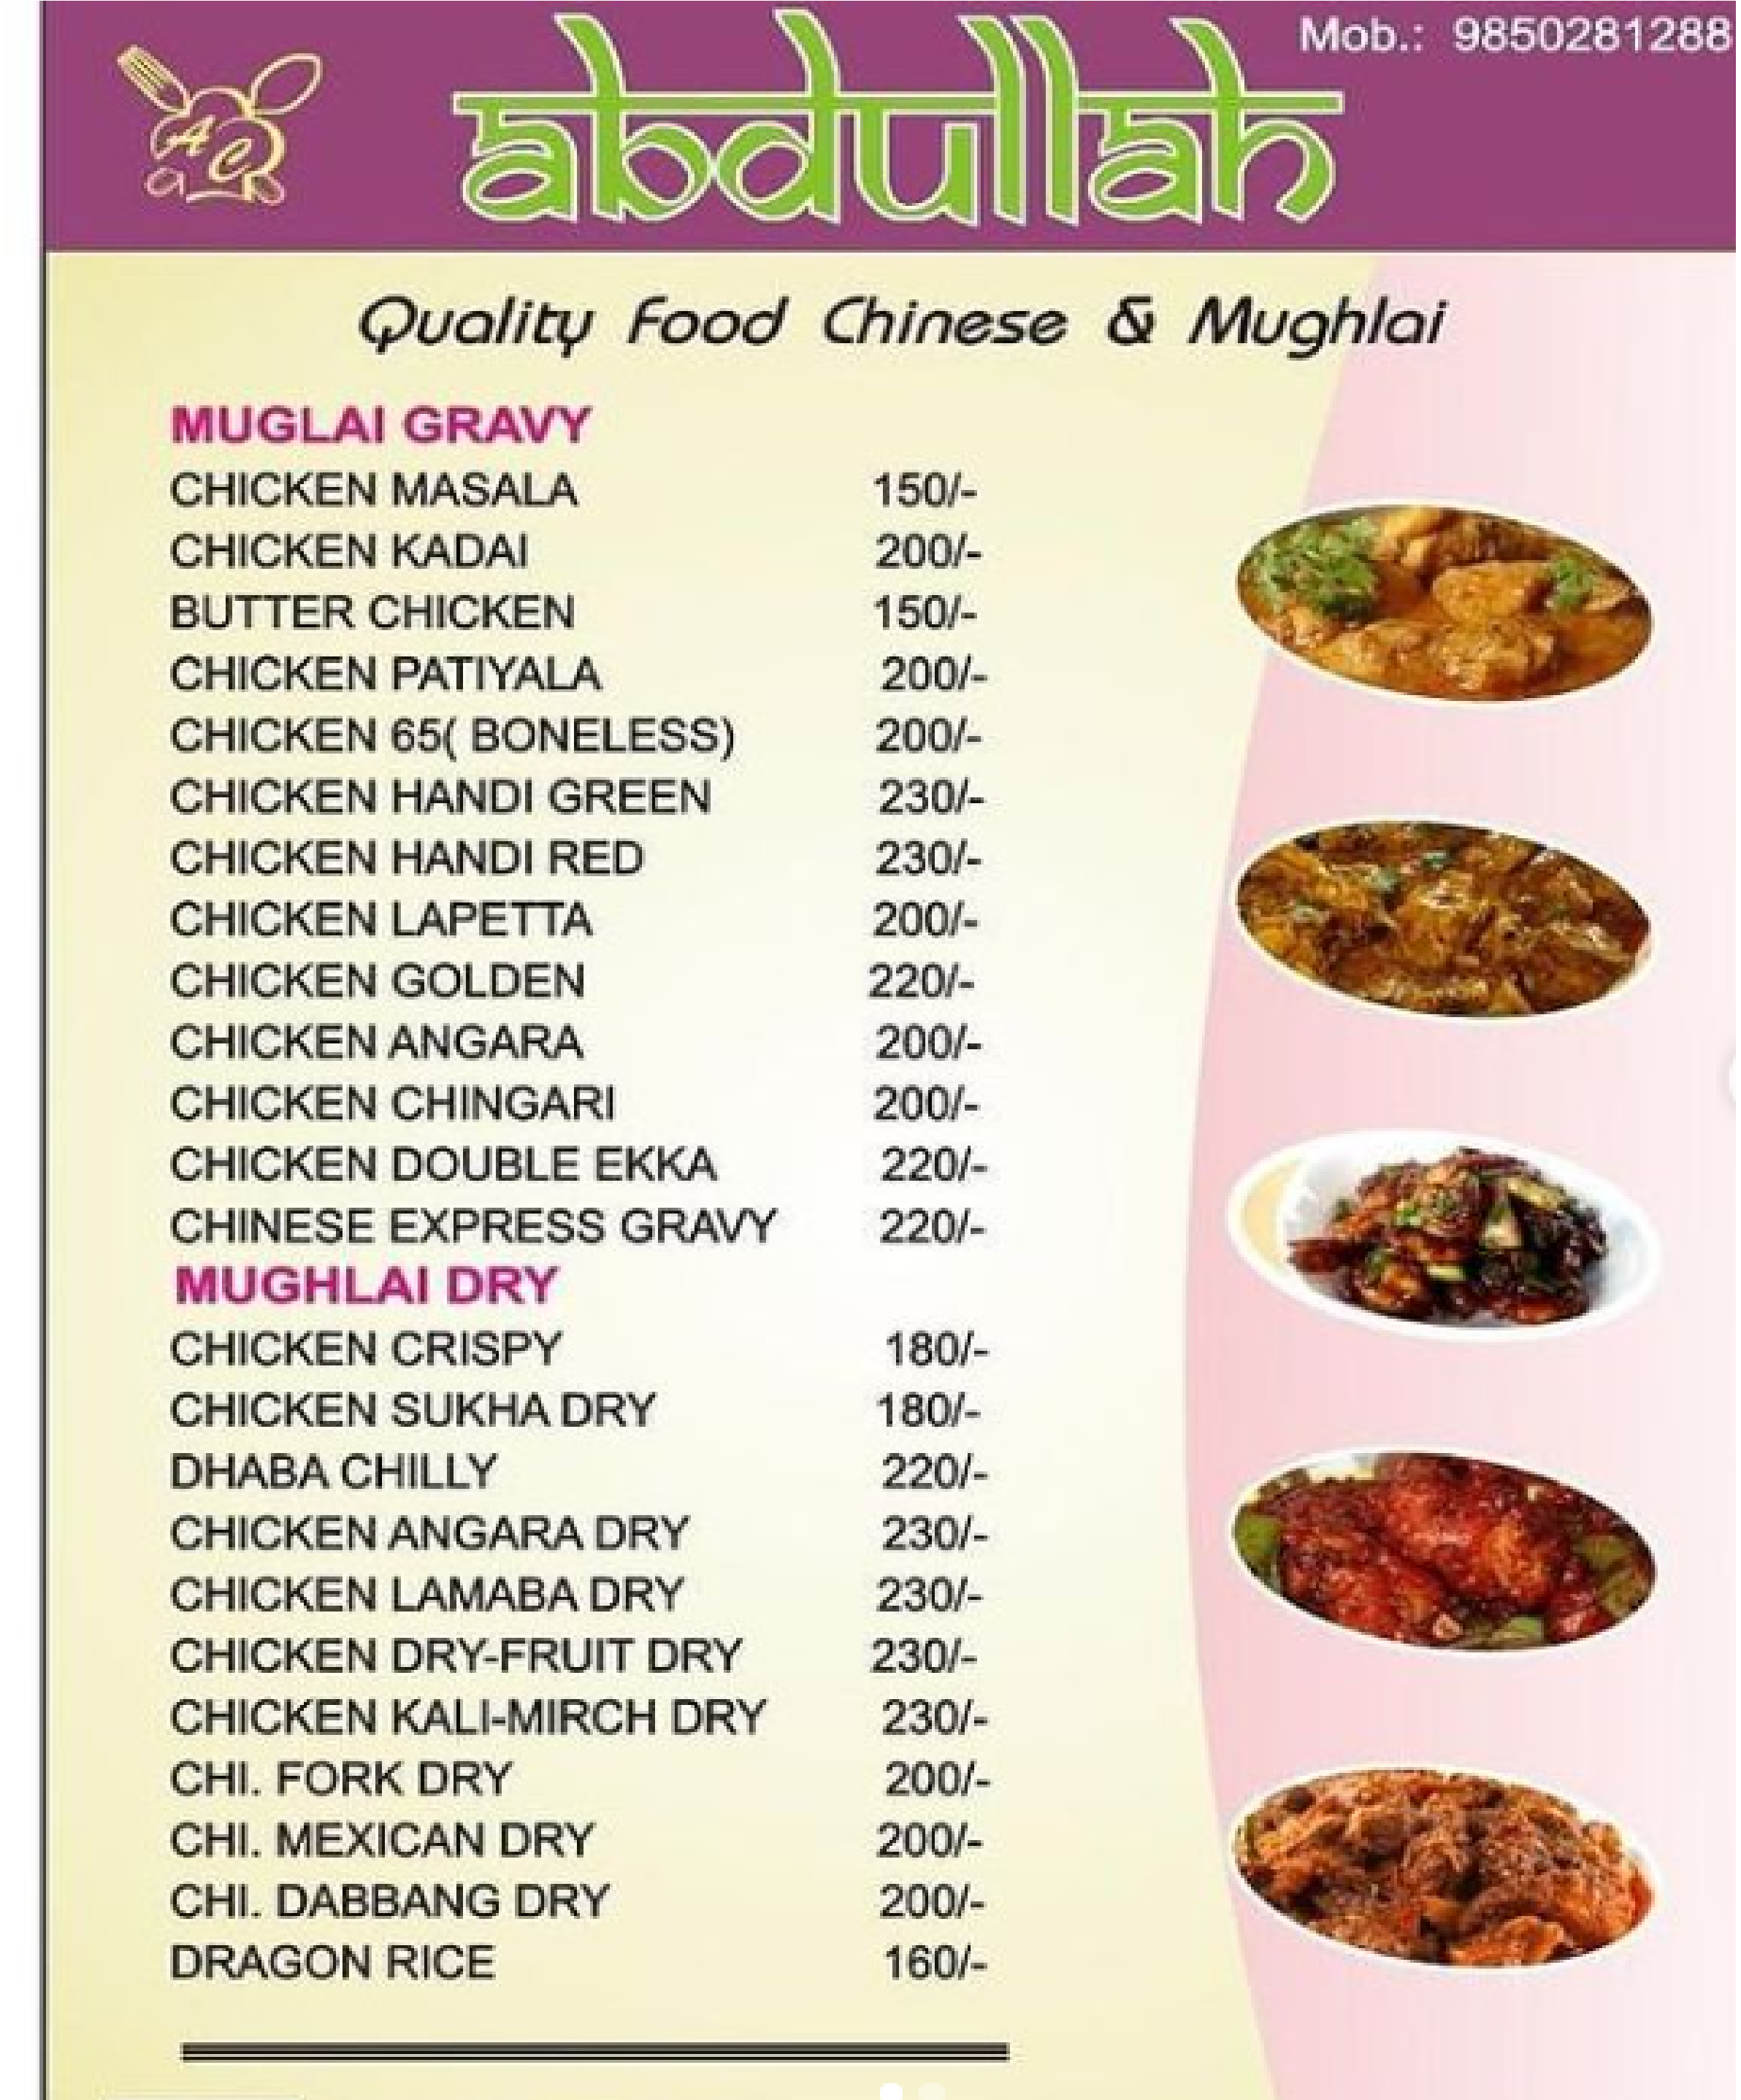 Mob.: 9850281288
AC
abdullah
Quality Food Chinese & Mughlai
MUGLAI GRAVY
CHICKEN MASALA 150/-
CHICKEN KADAI 200/-
BUTTER CHICKEN 150/-
CHICKEN PATIYALA 200/-
CHICKEN 65( BONELESS) 200/-
CHICKEN HANDI GREEN 230/-
CHICKEN HANDI RED 230/-
CHICKEN LAPETTA 200/-
CHICKEN GOLDEN 220/-
CHICKEN ANGARA 200/-
CHICKEN CHINGARI 200/-
CHICKEN DOUBLE EKKA 220/-
CHINESE EXPRESS GRAVY 220/-
MUGHLAI DRY
CHICKEN CRISPY 180/-
CHICKEN SUKHA DRY 180/-
DHABA CHILLY 220/-
CHICKEN ANGARA DRY 230/-
CHICKEN LAMABA DRY 230/-
CHICKEN DRY-FRUIT DRY 230/-
CHICKEN KALI-MIRCH DRY 230/-
CHI. FORK DRY 200/-
CHI. MEXICAN DRY 200/-
CHI. DABBANG DRY 200/-
DRAGON RICE 160/-